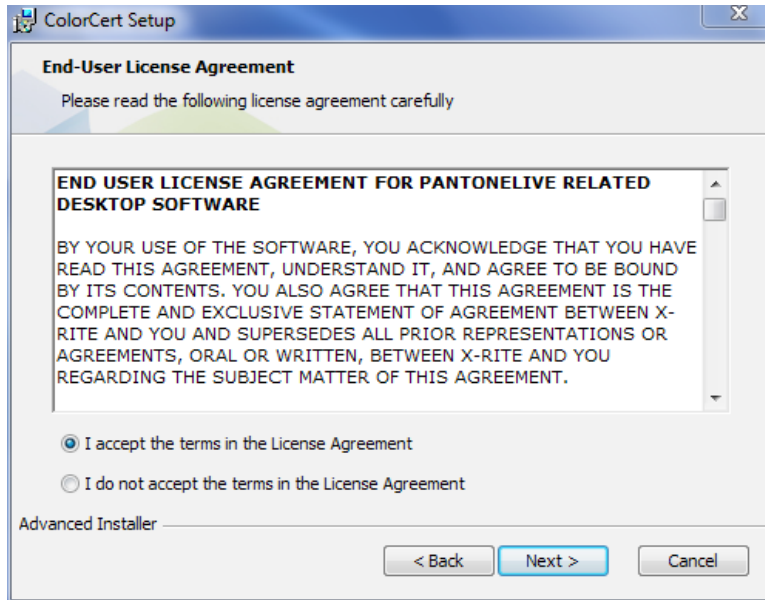 ColorCert Setup
End-User License Agreement
Please read the following license agreement carefully
END USER LICENSE AGREEMENT FOR PANTONELIVE RELATED
DESKTOP SOFTWARE
BY YOUR USE OF THE SOFTWARE, YOU ACKNOWLEDGE THAT YOU HAVE
READ THIS AGREEMENT, UNDERSTAND IT, AND AGREE TO BE BOUND
BY ITS CONTENTS. YOU ALSO AGREE THAT THIS AGREEMENT IS THE
COMPLETE AND EXCLUSIVE STATEMENT OF AGREEMENT BETWEEN X-
RITE AND YOU AND SUPERSEDES ALL PRIOR REPRESENTATIONS OR
AGREEMENTS, ORAL OR WRITTEN, BETWEEN X-RITE AND YOU
REGARDING THE SUBJECT MATTER OF THIS AGREEMENT.
I accept the terms in the License Agreement
I do not accept the terms in the License Agreement
Advanced Installer
< Back Next > Cancel